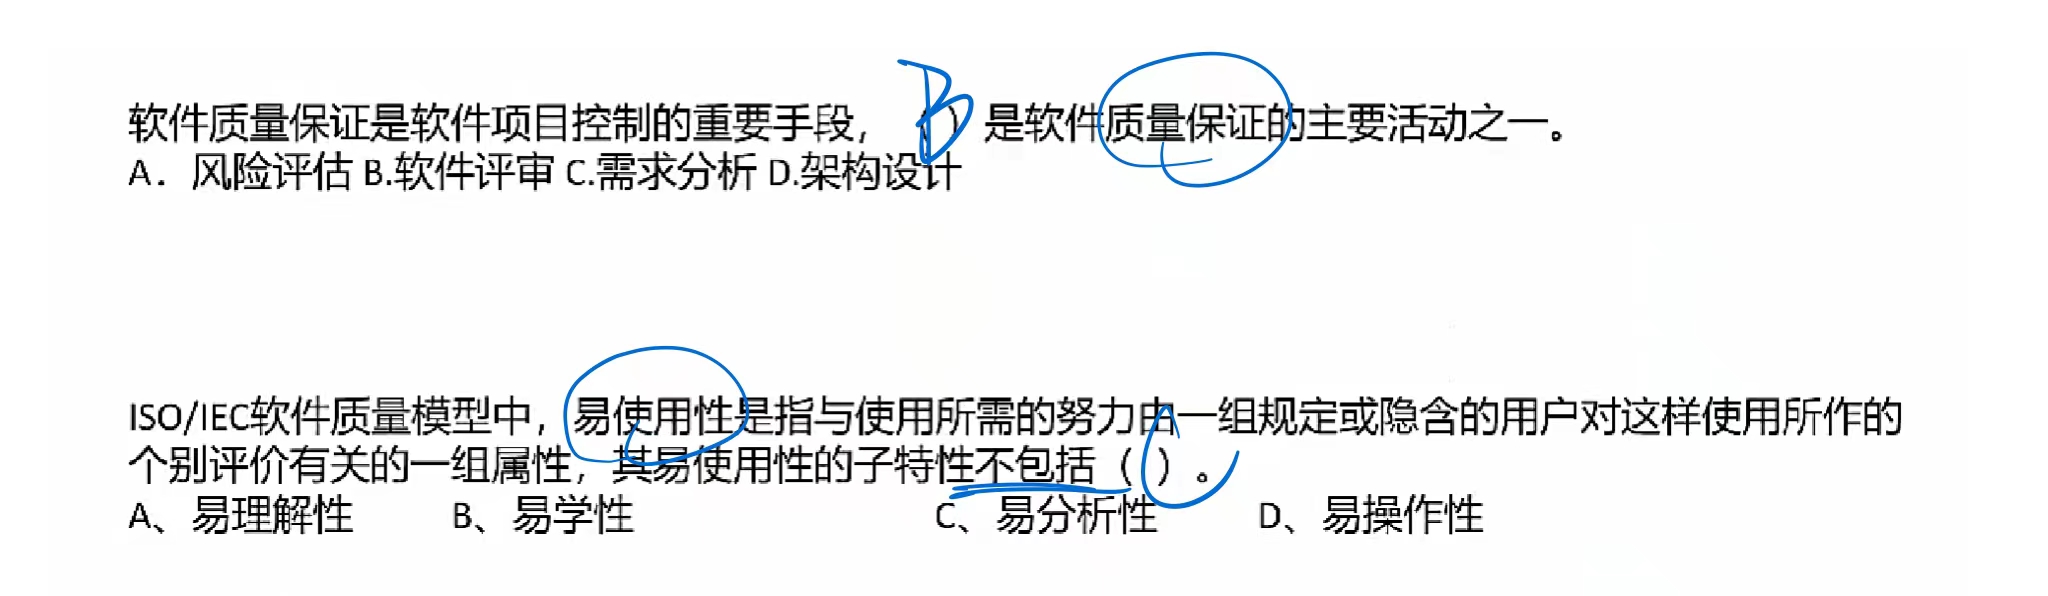 软件质量保证是软件项目控制的重要手段，（B）是软件质量保证的主要活动之一。
A．风险评估 B.软件评审 C.需求分析 D.架构设计
ISO/IEC软件质量模型中，易使用性是指与使用所需的努力由一组规定或隐含的用户对这样使用所作的
个别评价有关的一组属性，其易使用性的子特性不包括（C）。
A、易理解性 B、易学性 C、易分析性 D、易操作性